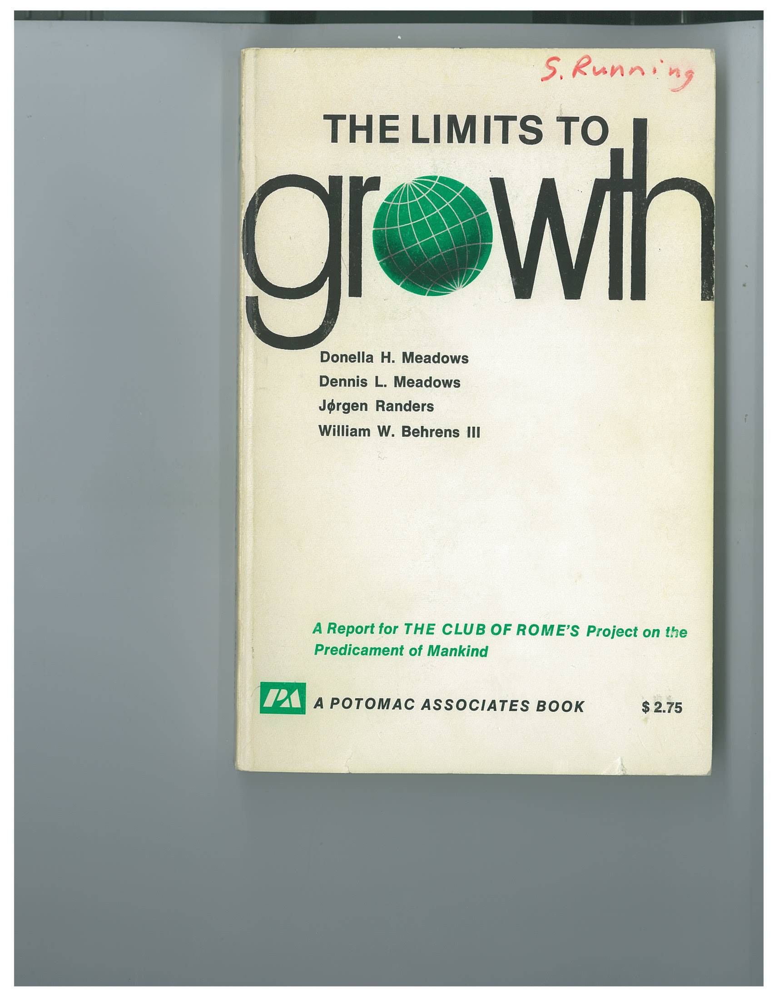 S. Running
THE LIMITS TO
growth
Donella H. Meadows
Dennis L. Meadows
Jørgen Randers
William W. Behrens III
A Report for THE CLUB OF ROME'S Project on the
Predicament of Mankind
PA
A POTOMAC ASSOCIATES BOOK
$2.75